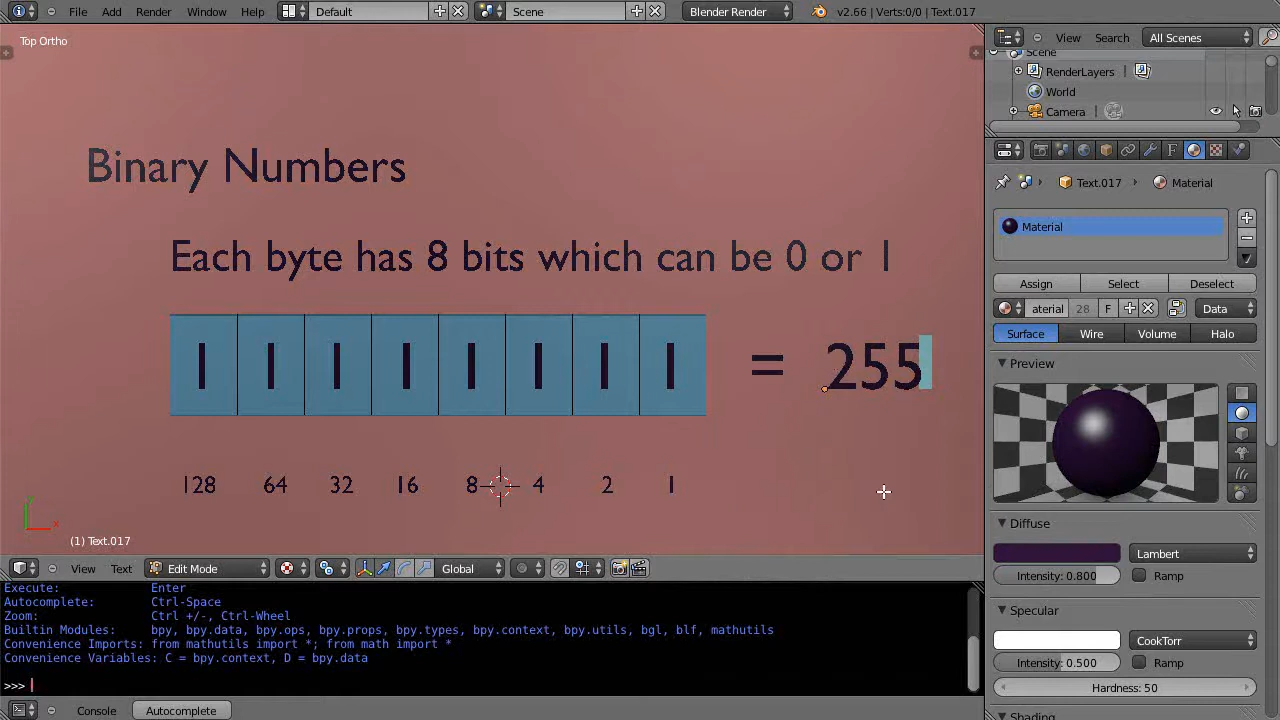 File Add Render Window Help Default Scene Blender Render v2.66 | Verts:0/0 | Text.017
Top Ortho
Binary Numbers
Each byte has 8 bits which can be 0 or 1
1 1 1 1 1 1 1 1 = 255
128 64 32 16 8 4 2 1
(1) Text.017
View Text Edit Mode Global
Execute: Enter
Autocomplete: Ctrl-Space
Zoom: Ctrl +/-, Ctrl-Wheel
Builtin Modules: bpy, bpy.data, bpy.ops, bpy.props, bpy.types, bpy.context, bpy.utils, bgl, blf, mathutils
Convenience Imports: from mathutils import *; from math import *
Convenience Variables: C = bpy.context, D = bpy.data
>>>
Console Autocomplete
View Search All Scenes
Scene
RenderLayers |
World
Camera |
Text.017 Material
Material
Assign Select Deselect
aterial 28 F Data
Surface Wire Volume Halo
Preview
Diffuse
Lambert
Intensity: 0.800 Ramp
Specular
CookTorr
Intensity: 0.500 Ramp
Hardness: 50
Shading